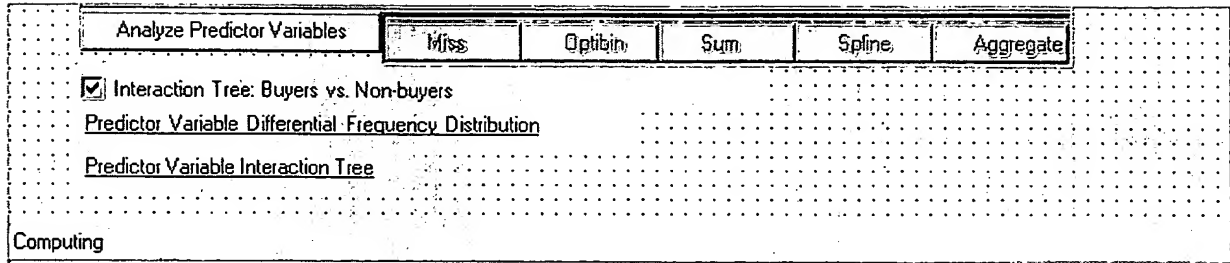 Analyze Predictor Variables Miss Optibin Sum Spline Aggregate
Interaction Tree: Buyers vs. Non-buyers
Predictor Variable Differential Frequency Distribution
Predictor Variable Interaction Tree
Computing